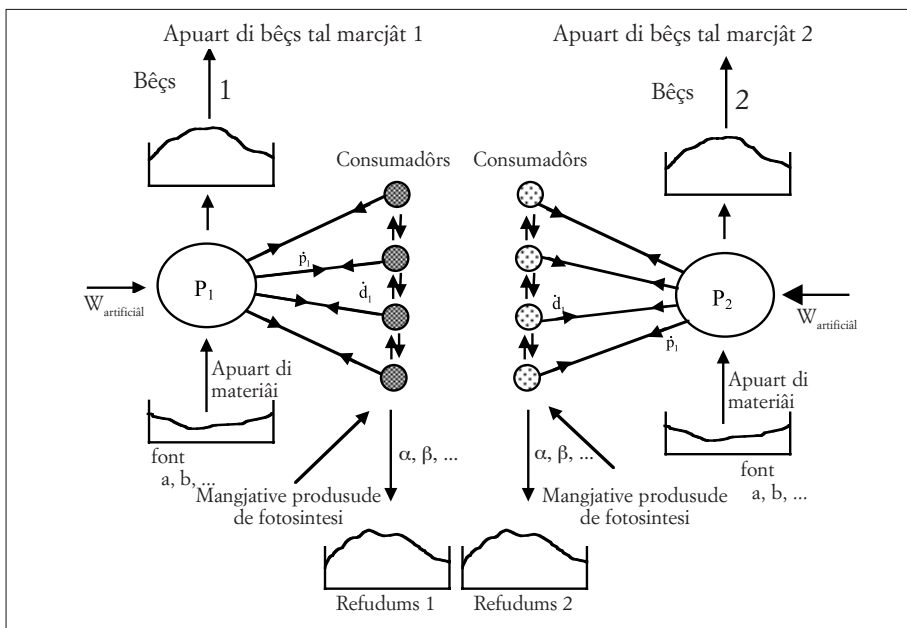 Apuart di bêçs tal marcjât 1
Apuart di bêçs tal marcjât 2
Bêçs
1
Bêçs
2
Consumadôrs
Consumadôrs
ṗ₁
ḋ₁
P₁
W artificiâl
ḋ₁
ṗ₁
P₂
W artificiâl
Apuart di
materiâi
Apuart di
materiâi
font
a, b, ...
α, β, ...
α, β, ...
font
a, b, ...
Mangjative produsude
de fotosintesi
Mangjative produsude
de fotosintesi
Refudums 1
Refudums 2